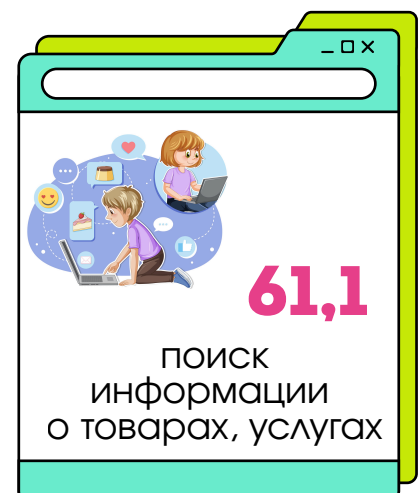 61,1
поиск
информации
о товарах, услугах